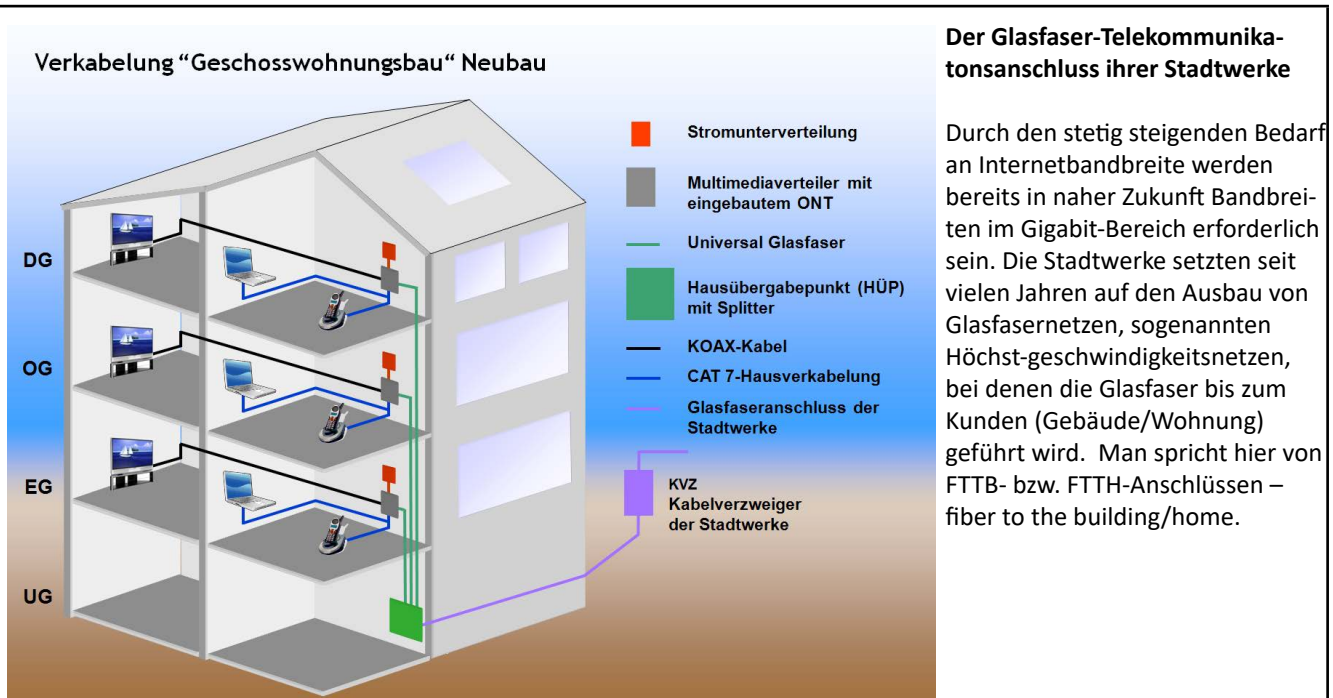 Verkabelung “Geschosswohnungsbau“ Neubau
DG
OG
EG
UG
Stromunterverteilung
Multimediaverteiler mit
eingebautem ONT
Universal Glasfaser
Hausübergabepunkt (HÜP)
mit Splitter
KOAX-Kabel
CAT 7-Hausverkabelung
Glasfaseranschluss der
Stadtwerke
KVZ
Kabelverzweiger
der Stadtwerke
Der Glasfaser-Telekommunika-
tonsanschluss ihrer Stadtwerke
Durch den stetig steigenden Bedarf
an Internetbandbreite werden
bereits in naher Zukunft Bandbrei-
ten im Gigabit-Bereich erforderlich
sein. Die Stadtwerke setzten seit
vielen Jahren auf den Ausbau von
Glasfasernetzen, sogenannten
Höchst-geschwindigkeitsnetzen,
bei denen die Glasfaser bis zum
Kunden (Gebäude/Wohnung)
geführt wird. Man spricht hier von
FTTB- bzw. FTTH-Anschlüssen –
fiber to the building/home.